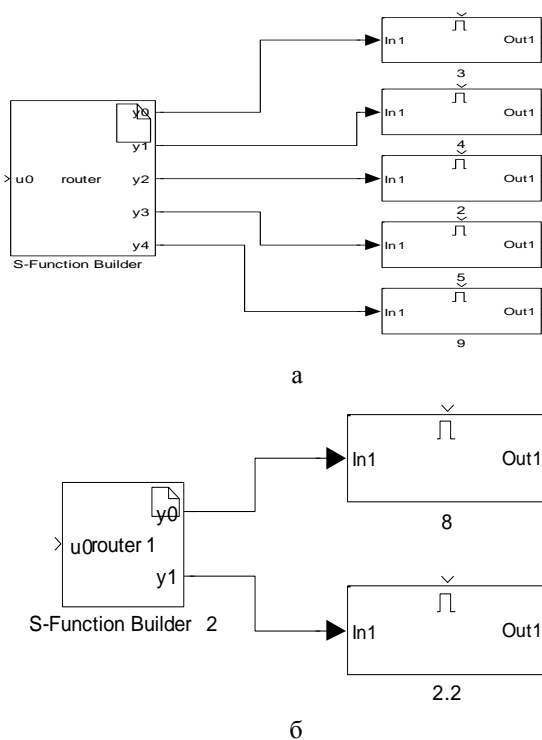 In1 Out1
3
In1 Out1
4
In1 Out1
2
In1 Out1
5
In1 Out1
9
y0
y1
u0 router y2
y3
y4
S-Function Builder
а
In1 Out1
8
y0
u0 router 1
y1
S-Function Builder 2
In1 Out1
2.2
б